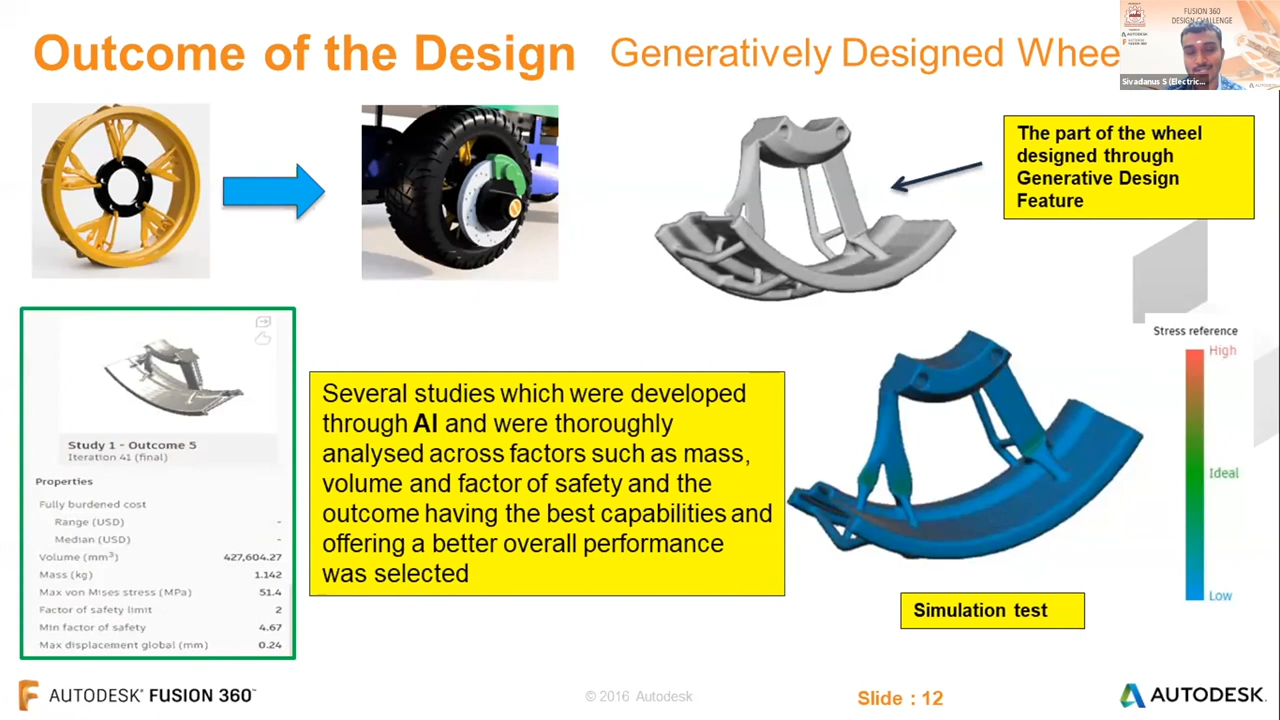 Outcome of the Design
Generatively Designed Whee
FUSION 360
DESIGN CHALLENGE
AUTODESK
FUSION 360
Sivadanus S (Electric...
AUTODESK
The part of the wheel
designed through
Generative Design
Feature
Study 1 - Outcome 5
Iteration 41 (final)
Properties
Fully burdened cost
Range (USD) -
Median (USD) -
Volume (mm³) 427,604.27
Mass (kg) 1.142
Max von Mises stress (MPa) 51.4
Factor of safety limit 2
Min factor of safety 4.67
Max displacement global (mm) 0.24
Several studies which were developed
through AI and were thoroughly
analysed across factors such as mass,
volume and factor of safety and the
outcome having the best capabilities and
offering a better overall performance
was selected
Stress reference
High
Ideal
Low
Simulation test
AUTODESK® FUSION 360™
© 2016 Autodesk
Slide : 12
AUTODESK.